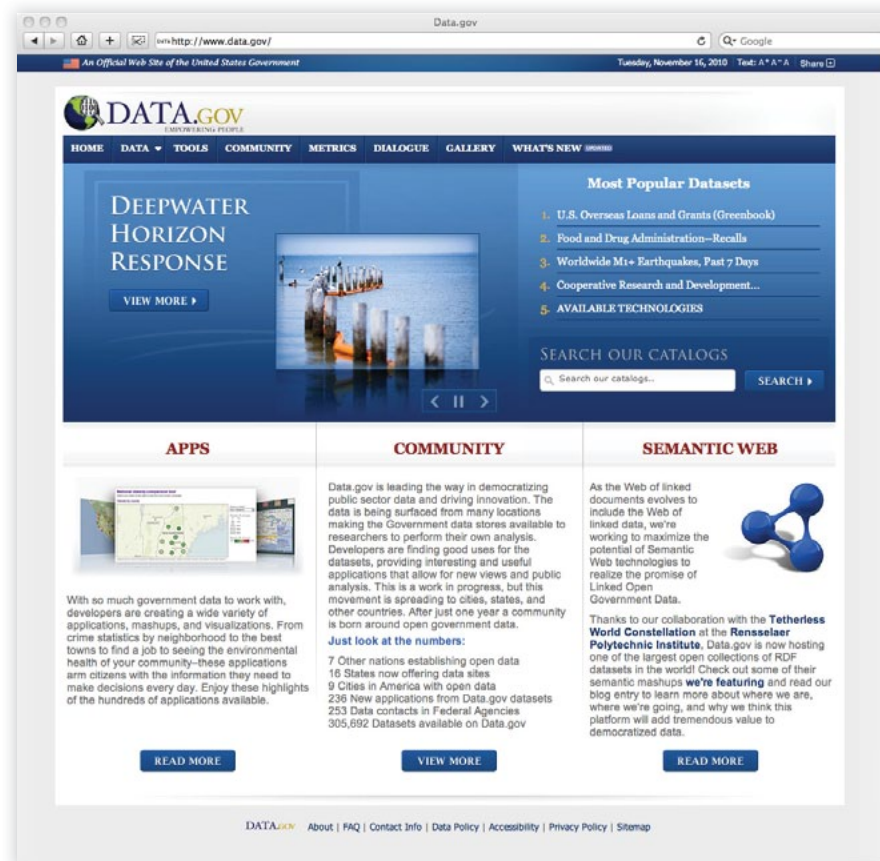 Data.gov
http://www.data.gov/
Google
An Official Web Site of the United States Government
Tuesday, November 16, 2010
Text: A+ A- A
Share
DATA.GOV
EMPOWERING PEOPLE
HOME DATA TOOLS COMMUNITY METRICS DIALOGUE GALLERY WHAT'S NEW UPDATED
DEEPWATER
HORIZON
RESPONSE
VIEW MORE
Most Popular Datasets
1. U.S. Overseas Loans and Grants (Greenbook)
2. Food and Drug Administration—Recalls
3. Worldwide M1+ Earthquakes, Past 7 Days
4. Cooperative Research and Development...
5. AVAILABLE TECHNOLOGIES
SEARCH OUR CATALOGS
Search our catalogs..
SEARCH
APPS
With so much government data to work with,
developers are creating a wide variety of
applications, mashups, and visualizations. From
crime statistics by neighborhood to the best
towns to find a job to seeing the environmental
health of your community–these applications
arm citizens with the information they need to
make decisions every day. Enjoy these highlights
of the hundreds of applications available.
READ MORE
COMMUNITY
Data.gov is leading the way in democratizing
public sector data and driving innovation. The
data is being surfaced from many locations
making the Government data stores available to
researchers to perform their own analysis.
Developers are finding good uses for the
datasets, providing interesting and useful
applications that allow for new views and public
analysis. This is a work in progress, but this
movement is spreading to cities, states, and
other countries. After just one year a community
is born around open government data.
Just look at the numbers:
7 Other nations establishing open data
16 States now offering data sites
9 Cities in America with open data
236 New applications from Data.gov datasets
253 Data contacts in Federal Agencies
305,692 Datasets available on Data.gov
VIEW MORE
SEMANTIC WEB
As the Web of linked
documents evolves to
include the Web of
linked data, we're
working to maximize the
potential of Semantic
Web technologies to
realize the promise of
Linked Open
Government Data.
Thanks to our collaboration with the Tetherless
World Constellation at the Rensselaer
Polytechnic Institute, Data.gov is now hosting
one of the largest open collections of RDF
datasets in the world! Check out some of their
semantic mashups we're featuring and read our
blog entry to learn more about where we are,
where we're going, and why we think this
platform will add tremendous value to
democratized data.
READ MORE
DATA.GOV About | FAQ | Contact Info | Data Policy | Accessibility | Privacy Policy | Sitemap